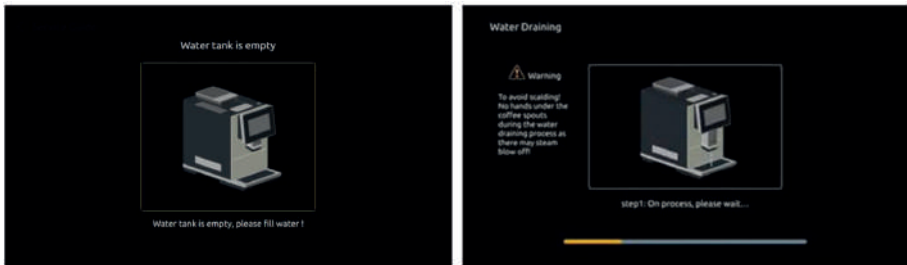 Water tank is empty
Water tank is empty, please fill water !
Water Draining
Warning
To avoid scalding!
No hands under the
coffee spouts
during the water
draining process as
there may steam
blow off!
step1: On process, please wait...